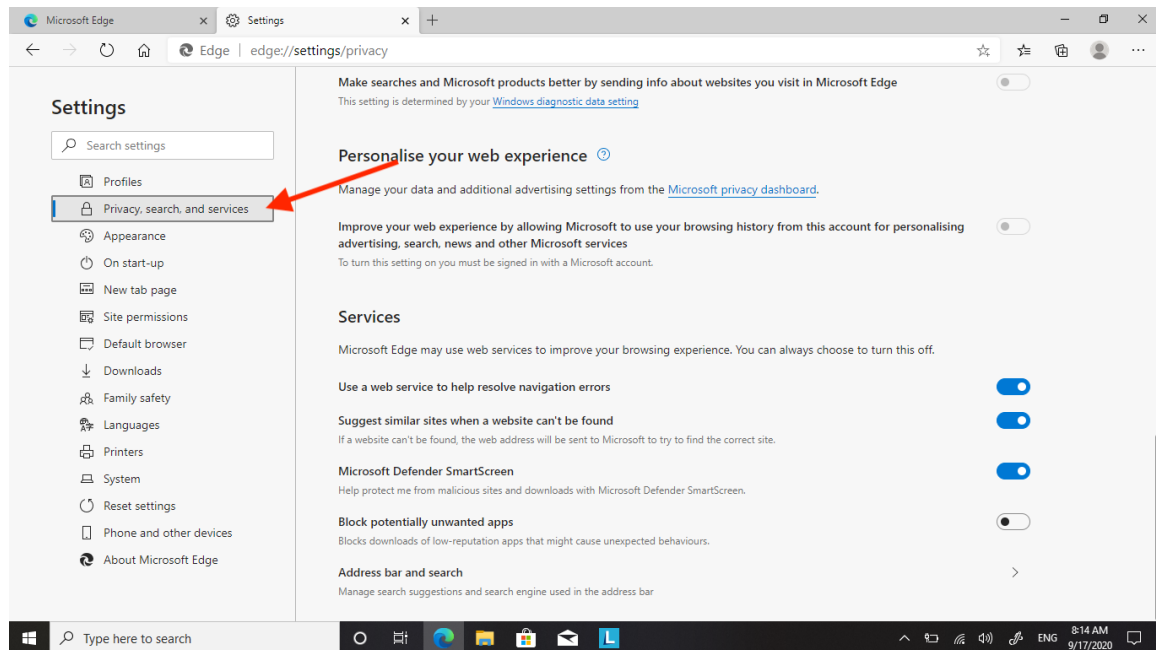 Microsoft Edge
Settings
Edge | edge://settings/privacy
Settings
Search settings
Profiles
Privacy, search, and services
Appearance
On start-up
New tab page
Site permissions
Default browser
Downloads
Family safety
Languages
Printers
System
Reset settings
Phone and other devices
About Microsoft Edge
Make searches and Microsoft products better by sending info about websites you visit in Microsoft Edge
This setting is determined by your Windows diagnostic data setting
Personalise your web experience
Manage your data and additional advertising settings from the Microsoft privacy dashboard.
Improve your web experience by allowing Microsoft to use your browsing history from this account for personalising
advertising, search, news and other Microsoft services
To turn this setting on you must be signed in with a Microsoft account.
Services
Microsoft Edge may use web services to improve your browsing experience. You can always choose to turn this off.
Use a web service to help resolve navigation errors
Suggest similar sites when a website can't be found
If a website can't be found, the web address will be sent to Microsoft to try to find the correct site.
Microsoft Defender SmartScreen
Help protect me from malicious sites and downloads with Microsoft Defender SmartScreen.
Block potentially unwanted apps
Blocks downloads of low-reputation apps that might cause unexpected behaviours.
Address bar and search
Manage search suggestions and search engine used in the address bar
Type here to search
L
ENG
8:14 AM
9/17/2020